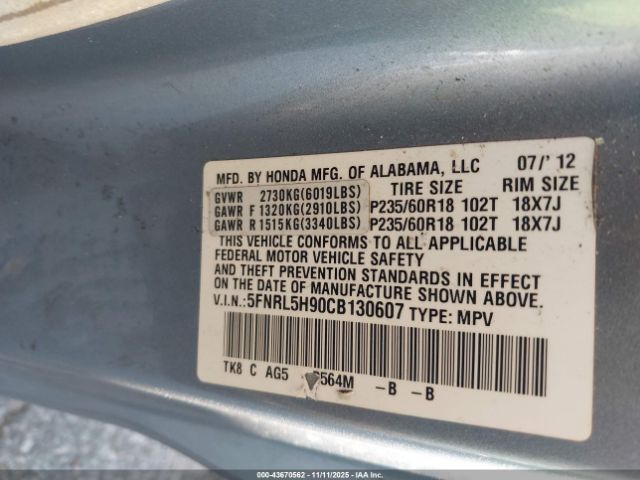 MFD. BY HONDA MFG. OF ALABAMA, LLC 07/'12
GVWR 2730KG(6019LBS) TIRE SIZE RIM SIZE
GAWR F 1320KG(2910LBS) P235/60R18 102T 18X7J
GAWR R 1515KG(3340LBS) P235/60R18 102T 18X7J
THIS VEHICLE CONFORMS TO ALL APPLICABLE
FEDERAL MOTOR VEHICLE SAFETY
AND THEFT PREVENTION STANDARDS IN EFFECT
ON THE DATE OF MANUFACTURE SHOWN ABOVE.
V.I.N.: 5FNRL5H90CB130607 TYPE: MPV
TK8 C AG5 564M -B -B
© 00-43670562 - 11/11/2025 - IAAI.COM